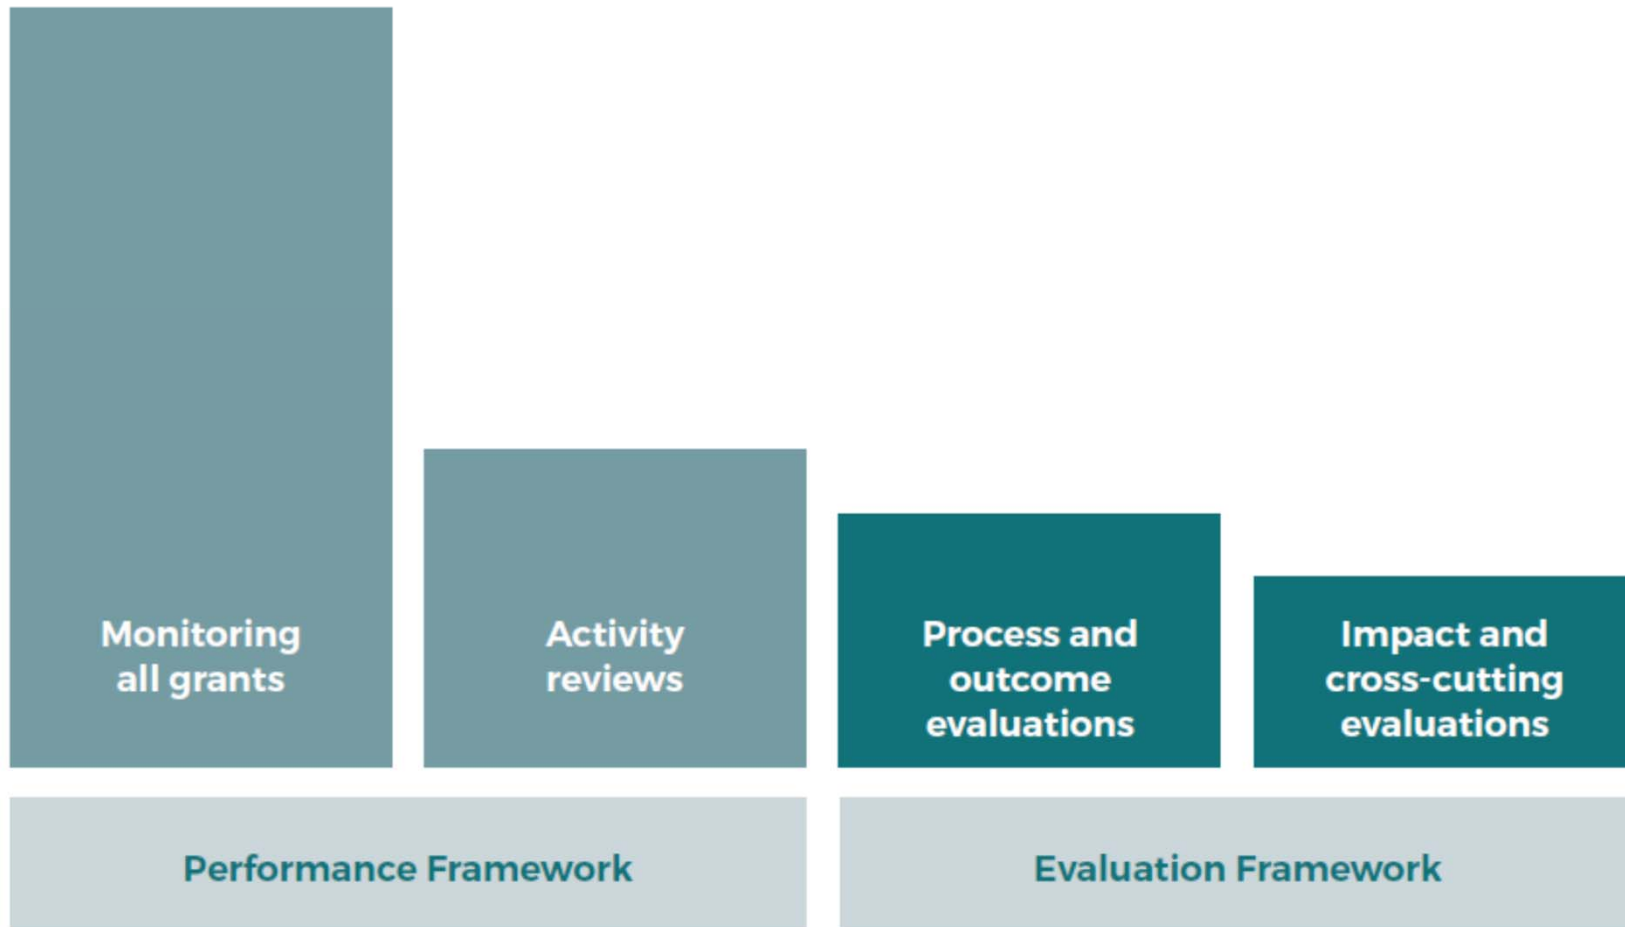 Monitoring
all grants
Activity
reviews
Process and
outcome
evaluations
Impact and
cross-cutting
evaluations
Performance Framework
Evaluation Framework